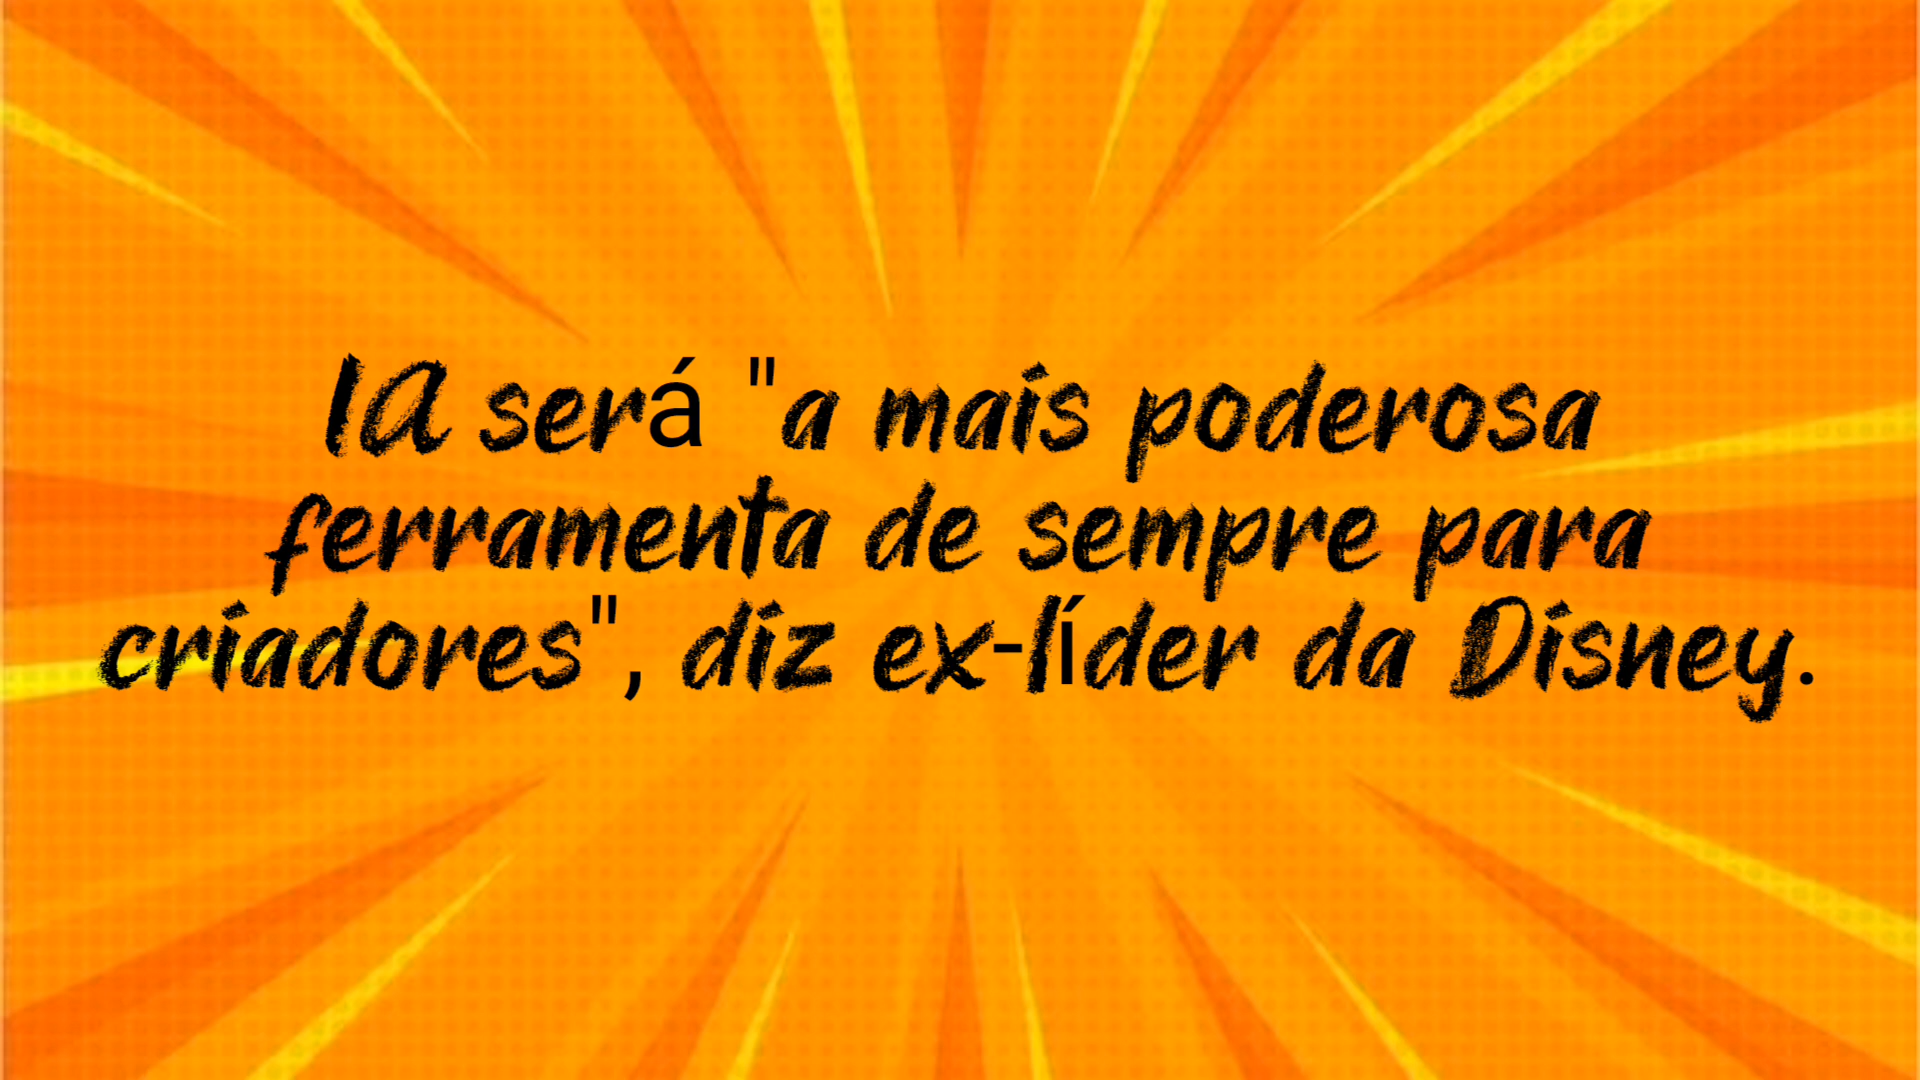 IA será "a mais poderosa
ferramenta de sempre para
criadores", diz ex-líder da Disney.